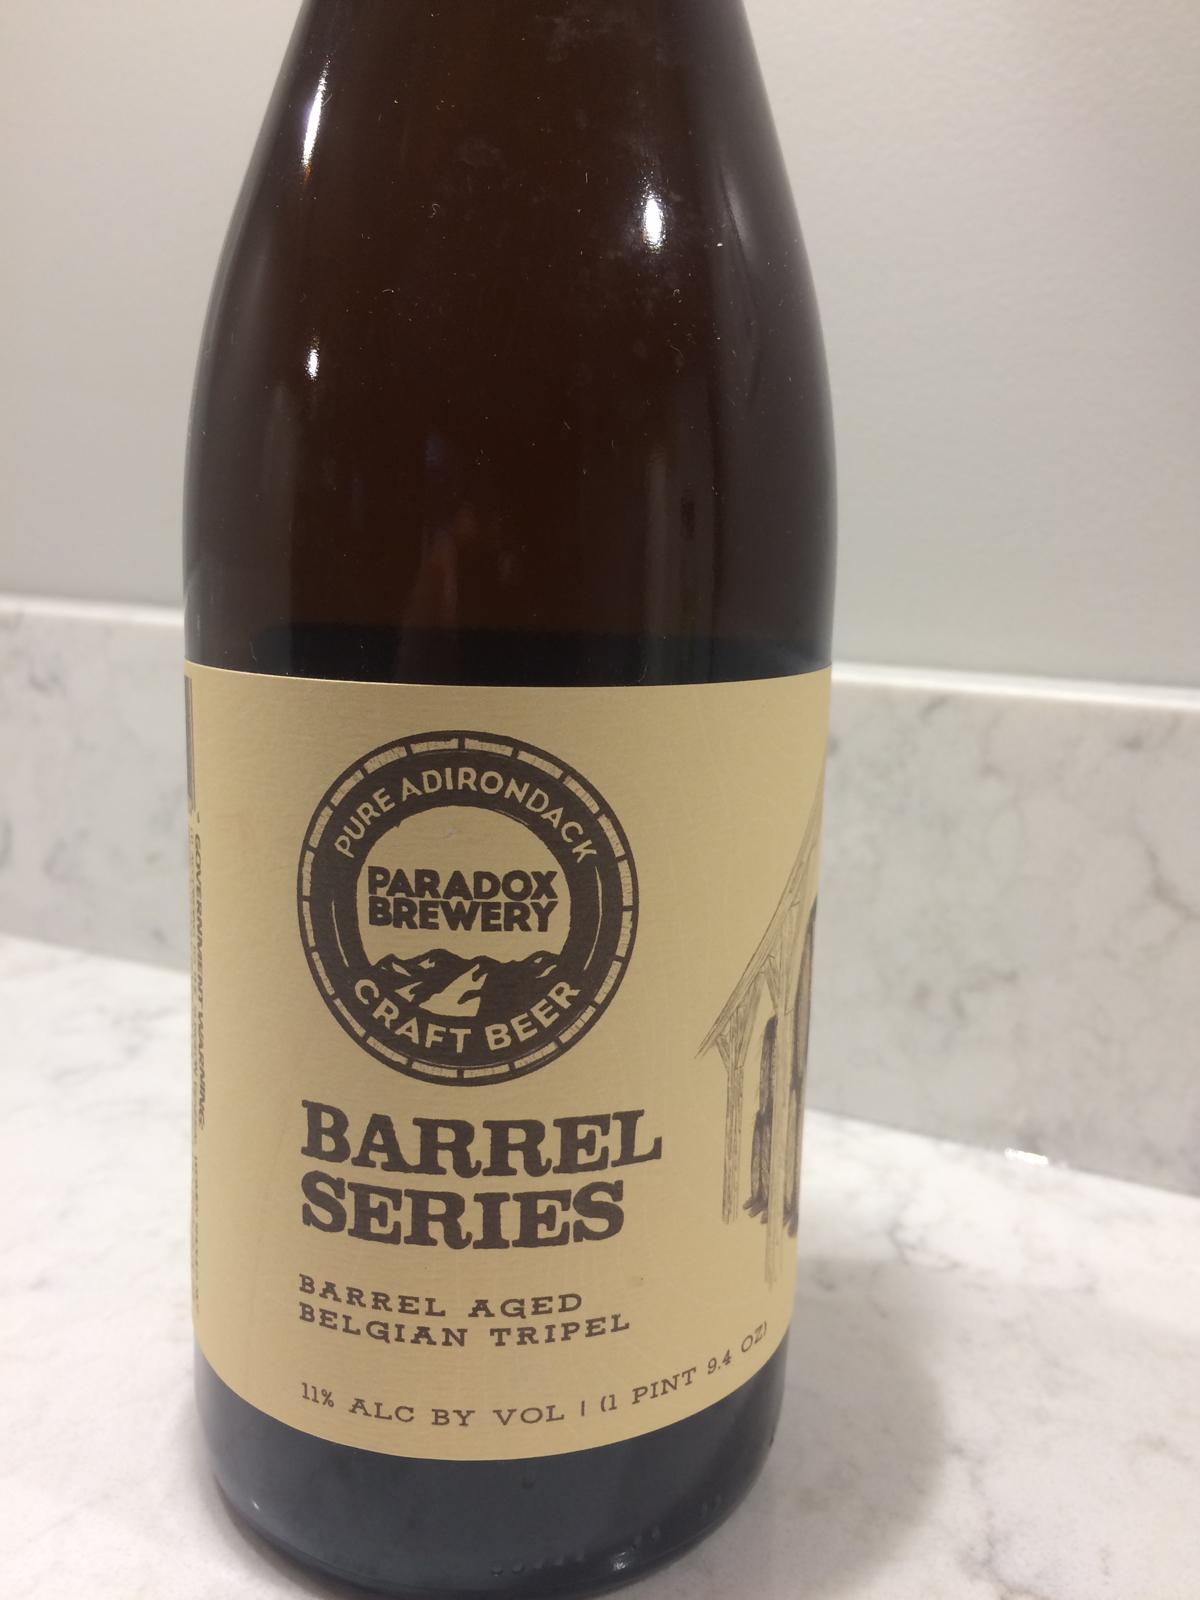 PURE ADIRONDACK
PARADOX
BREWERY
CRAFT BEER
BARREL
SERIES
BARREL AGED
BELGIAN TRIPEL
11% ALC BY VOL | (1 PINT 9.4 OZ)
GOVERNMENT WARNING